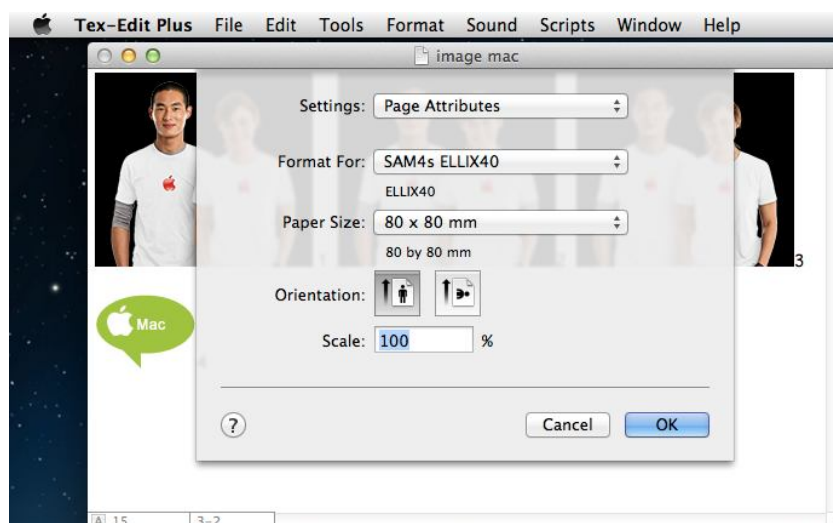 Tex-Edit Plus File Edit Tools Format Sound Scripts Window Help
image mac
Settings: Page Attributes
Format For: SAM4s ELLIX40
ELLIX40
Paper Size: 80 x 80 mm
80 by 80 mm
3
Orientation:
Mac
Scale: 100 %
? Cancel OK
A 15 3-2